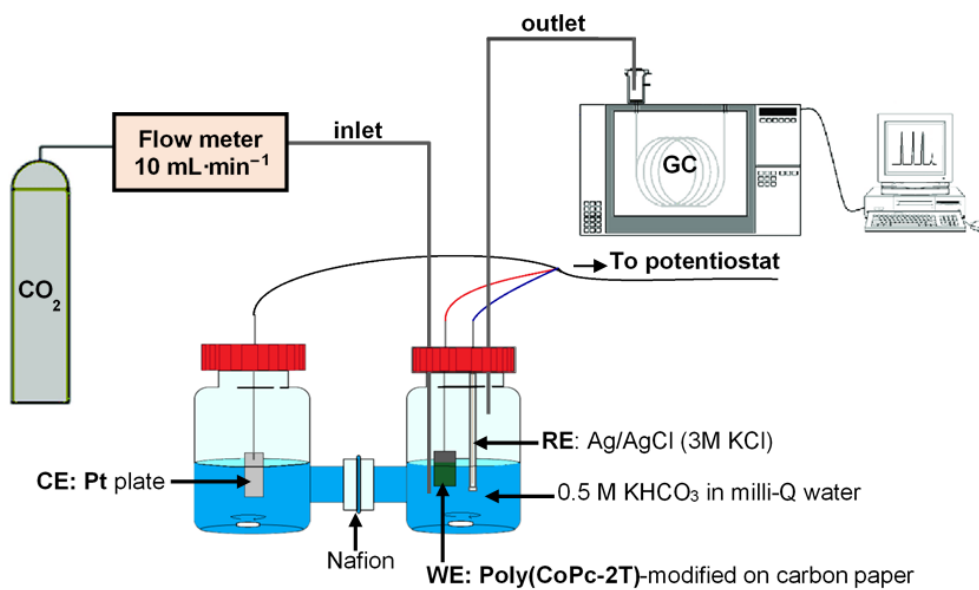 outlet
Flow meter
10 mL·min⁻¹
inlet
GC
To potentiostat
CO₂
RE: Ag/AgCl (3M KCl)
CE: Pt plate
0.5 M KHCO₃ in milli-Q water
Nafion
WE: Poly(CoPc-2T)-modified on carbon paper